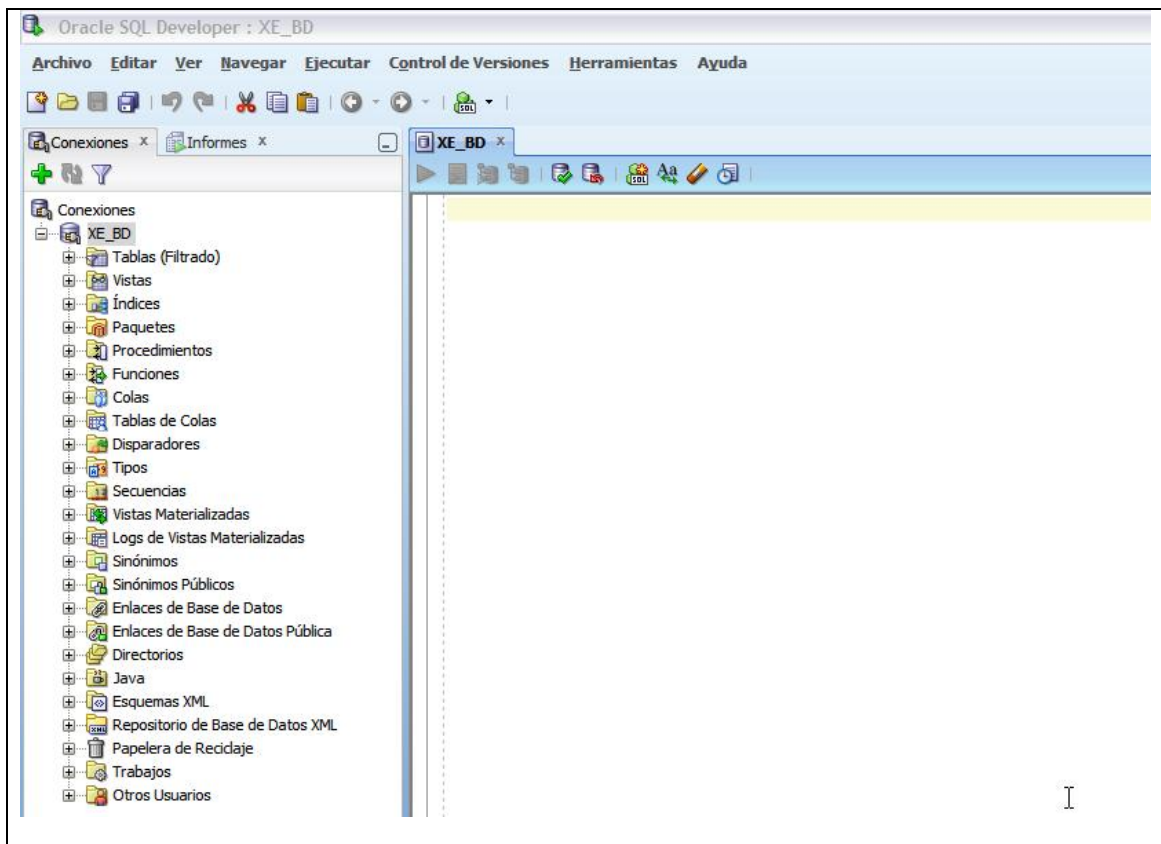 Oracle SQL Developer : XE_BD
Archivo Editar Ver Navegar Ejecutar Control de Versiones Herramientas Ayuda
Conexiones x Informes x XE_BD x
Conexiones
XE_BD
Tablas (Filtrado)
Vistas
Índices
Paquetes
Procedimientos
Funciones
Colas
Tablas de Colas
Disparadores
Tipos
Secuencias
Vistas Materializadas
Logs de Vistas Materializadas
Sinónimos
Sinónimos Públicos
Enlaces de Base de Datos
Enlaces de Base de Datos Pública
Directorios
Java
Esquemas XML
Repositorio de Base de Datos XML
Papelera de Reciclaje
Trabajos
Otros Usuarios